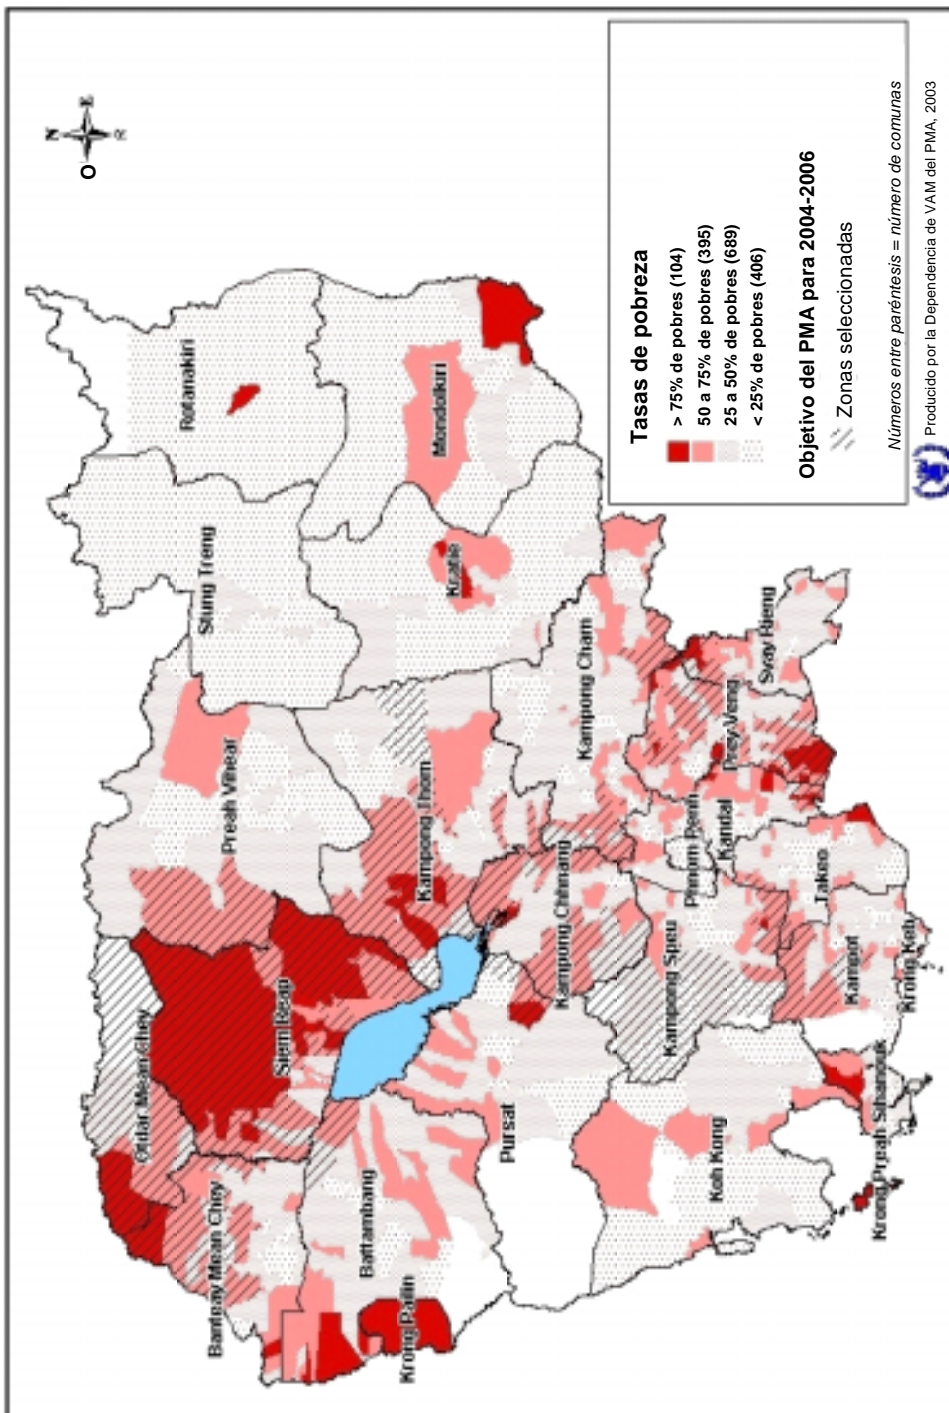 N
O
E
Rotanakiri
Stung Treng
Mondolkiri
Kratie
Preah Vihear
Otdar Mean Chey
Siem Reap
Banteay Mean Chey
Kampong Thom
Kampong Cham
Battambang
Krong Pailin
Pursat
Kampong Chhnang
Prey Veng
Svay Rieng
Phnom Penh
Kandal
Kampong Speu
Takeo
Koh Kong
Kampot
Krong Keb
Krong Preah Sihanouk
Tasas de pobreza
> 75% de pobres (104)
50 a 75% de pobres (395)
25 a 50% de pobres (689)
< 25% de pobres (406)
Objetivo del PMA para 2004-2006
Zonas seleccionadas
Números entre paréntesis = número de comunas
Producido por la Dependencia de VAM del PMA, 2003